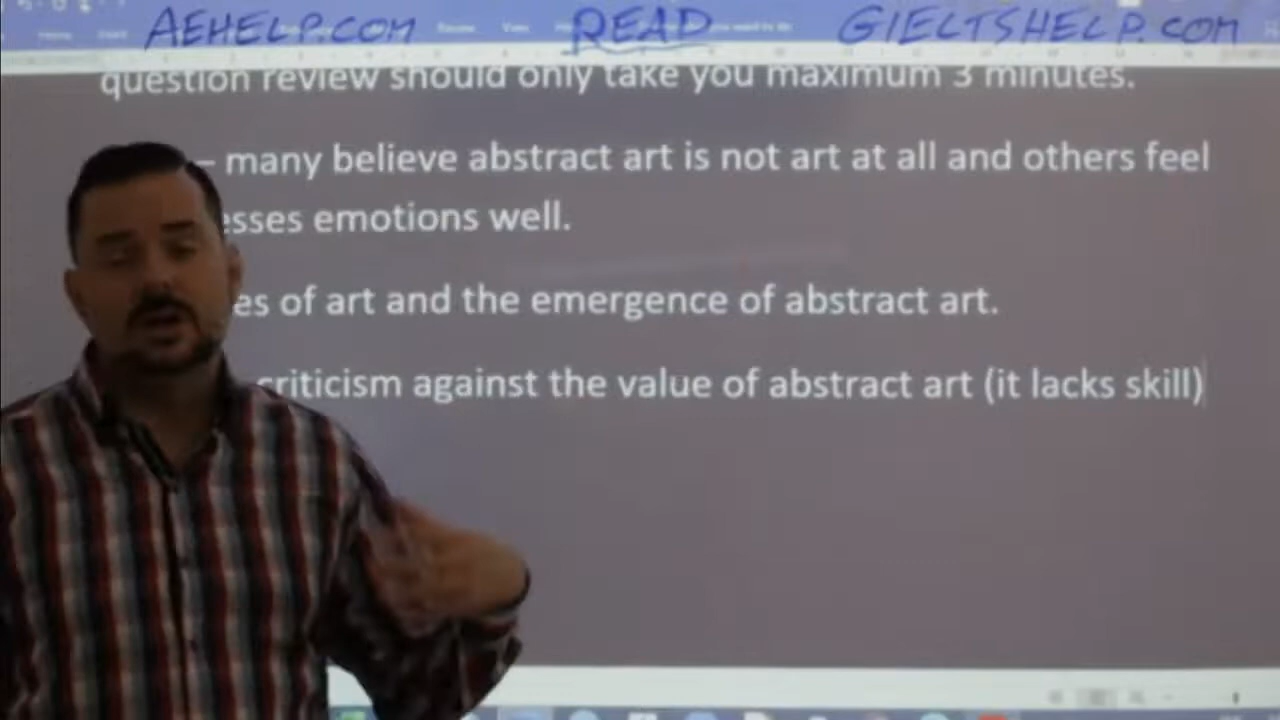 AEHELP.COM READ GIELTSHELP.COM
question review should only take you maximum 3 minutes.
– many believe abstract art is not art at all and others feel
esses emotions well.
es of art and the emergence of abstract art.
criticism against the value of abstract art (it lacks skill)